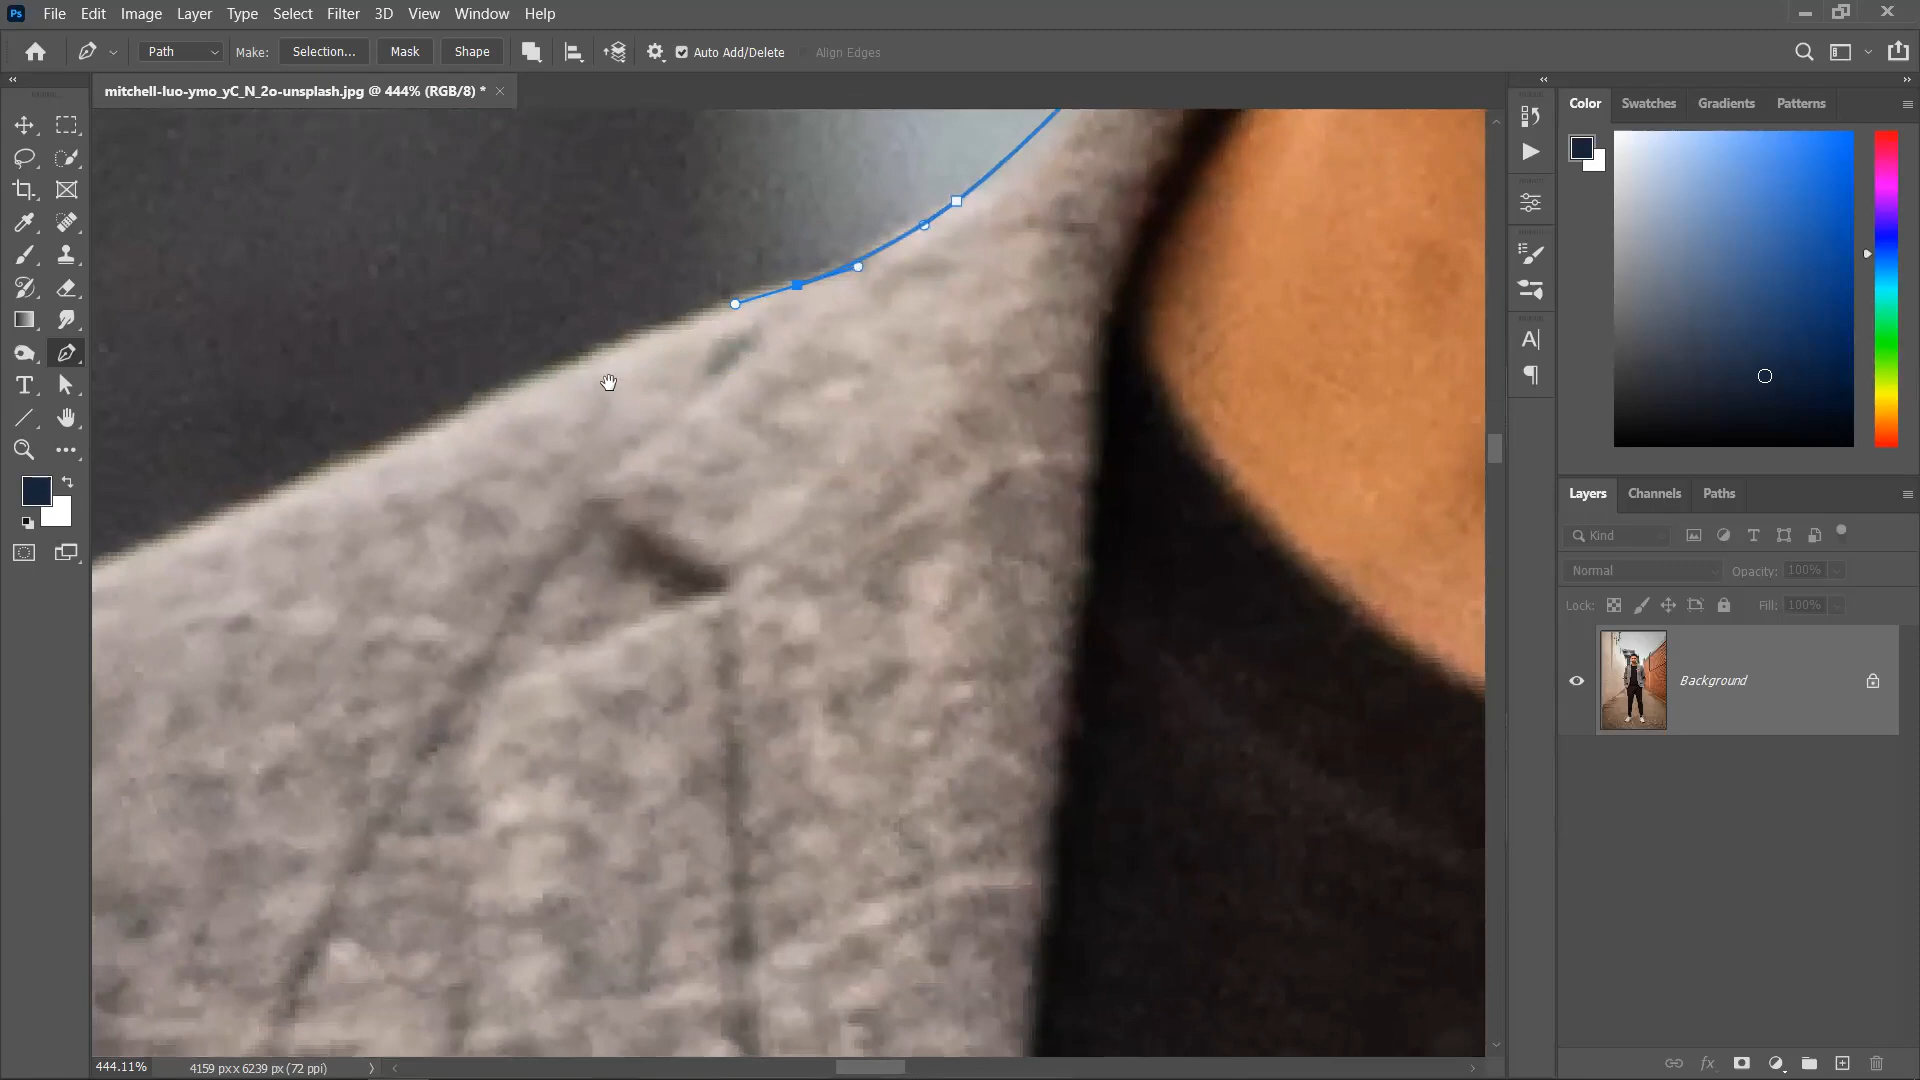 Ps File Edit Image Layer Type Select Filter 3D View Window Help
Path Make: Selection... Mask Shape Auto Add/Delete Align Edges
mitchell-luo-ymo_yC_N_2o-unsplash.jpg @ 444% (RGB/8) *
Color Swatches Gradients Patterns
Layers Channels Paths
Kind
Normal Opacity: 100%
Lock: Fill: 100%
Background
444.11% 4159 px x 6239 px (72 ppi)